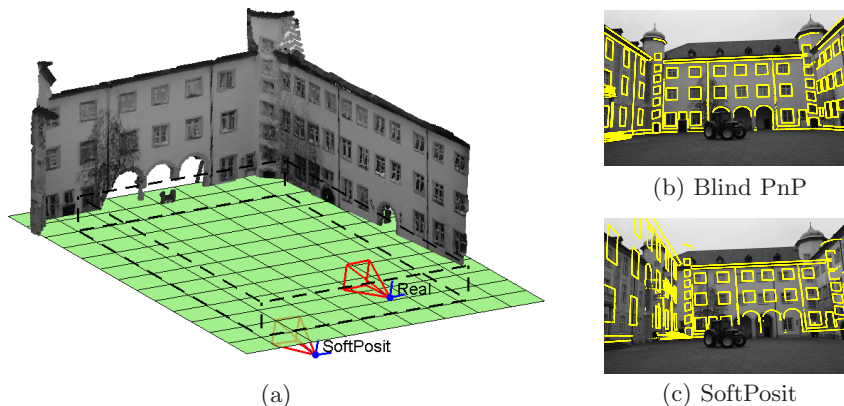 Real
SoftPosit
(a)
(b) Blind PnP
(c) SoftPosit